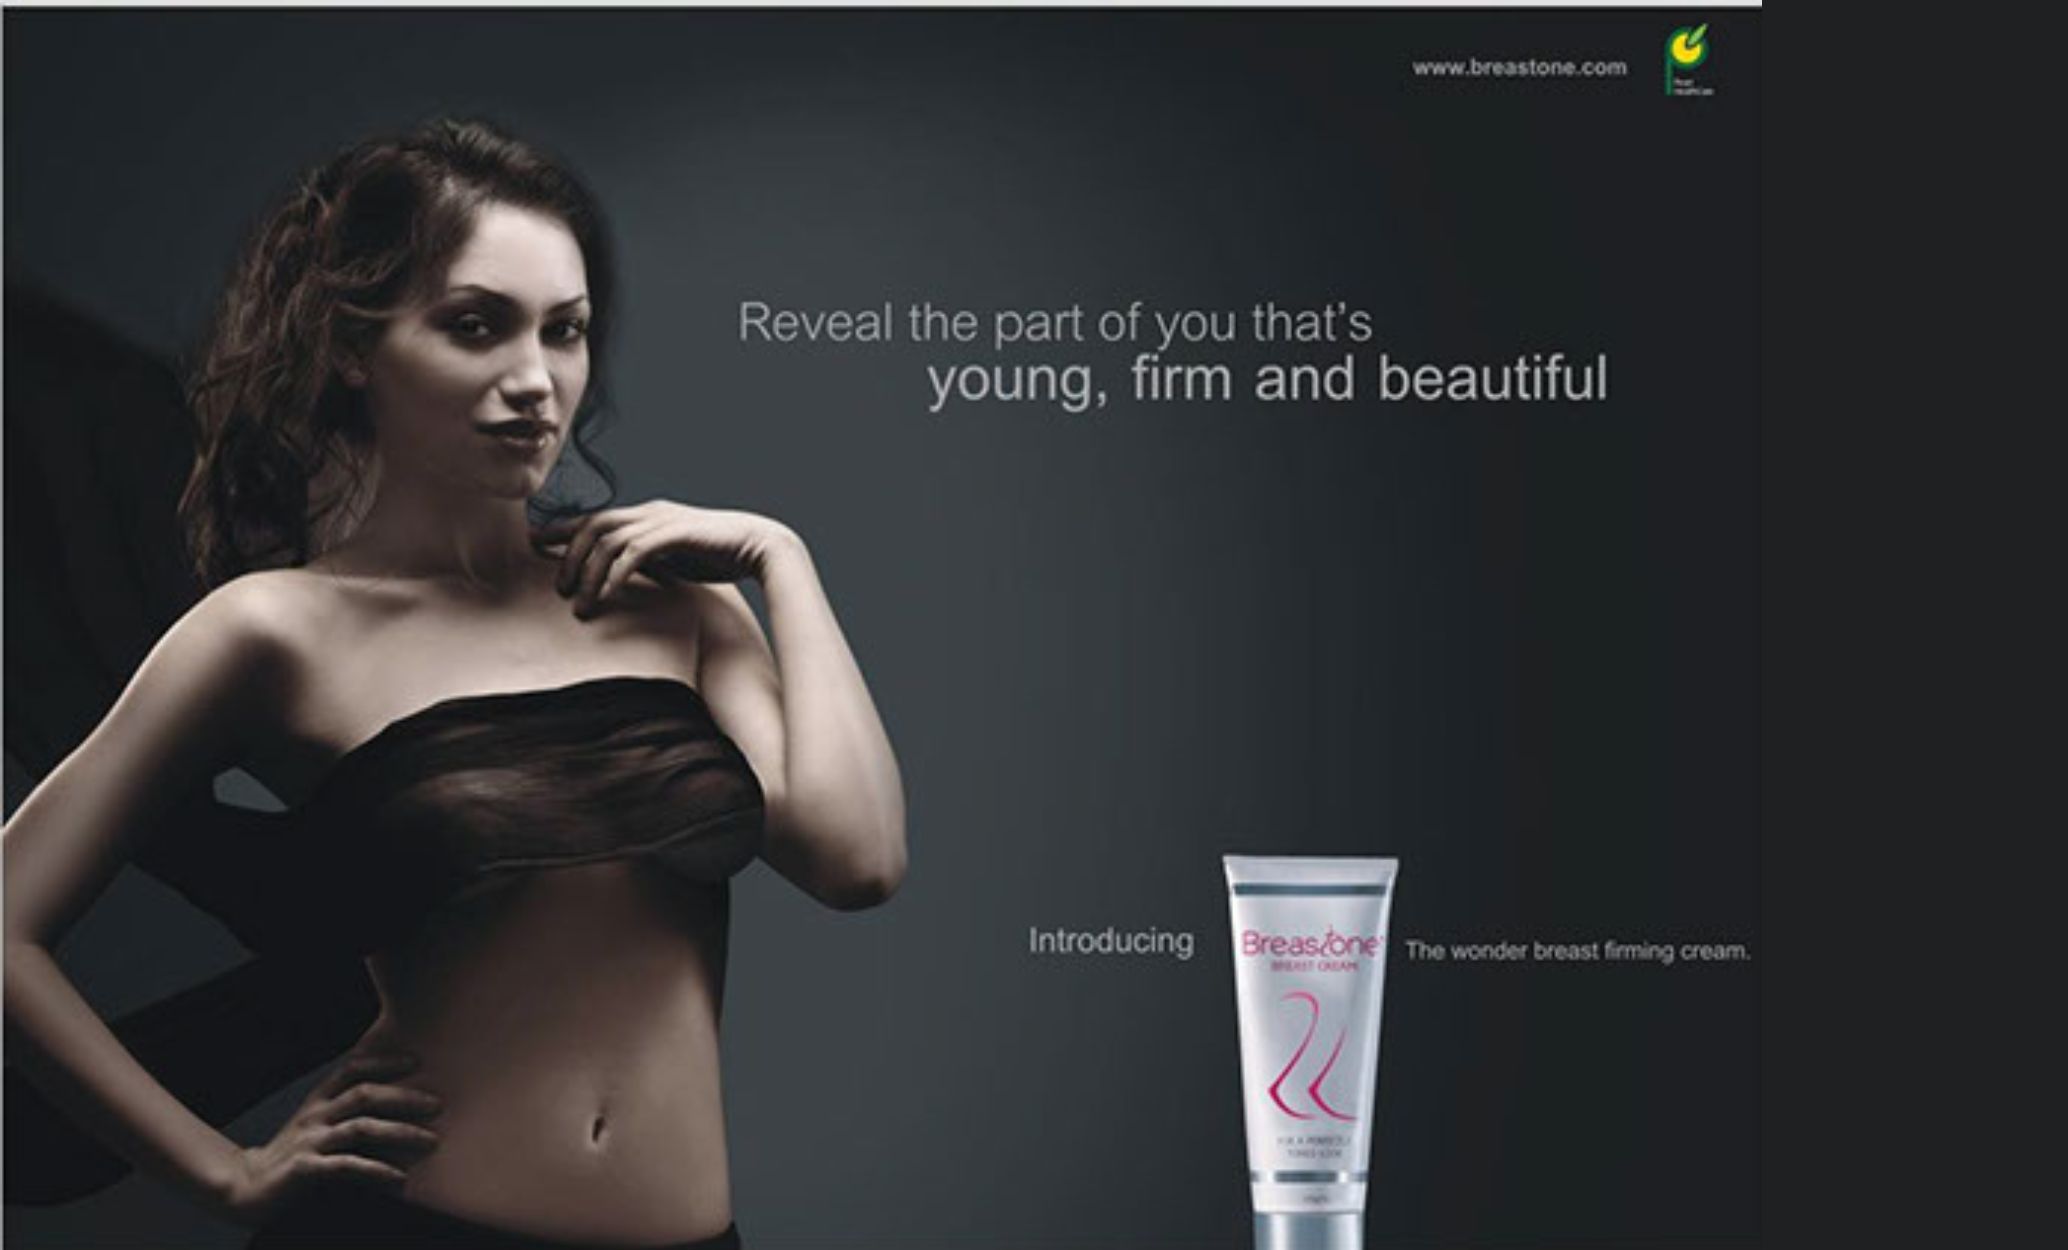 www.breastone.com
Reveal the part of you that's
young, firm and beautiful
Introducing
Breastone
BREAST CREAM
The wonder breast firming cream.